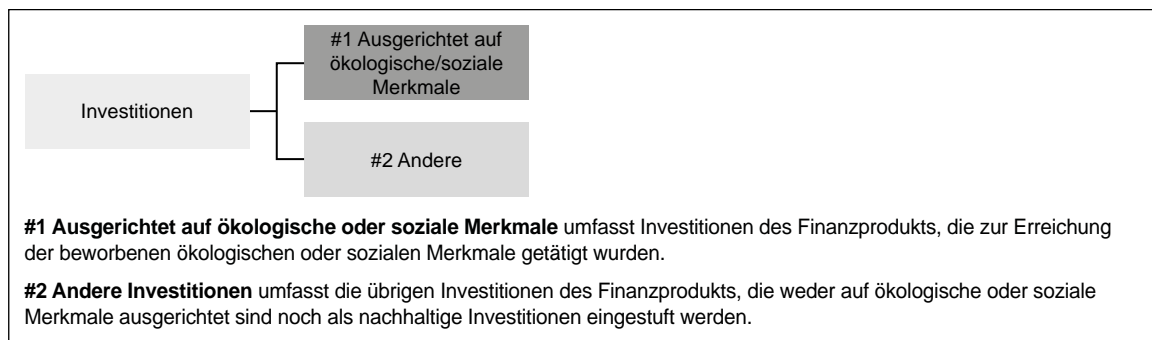 #1 Ausgerichtet auf
ökologische/soziale
Merkmale
Investitionen
#2 Andere
#1 Ausgerichtet auf ökologische oder soziale Merkmale umfasst Investitionen des Finanzprodukts, die zur Erreichung
der beworbenen ökologischen oder sozialen Merkmale getätigt wurden.
#2 Andere Investitionen umfasst die übrigen Investitionen des Finanzprodukts, die weder auf ökologische oder soziale
Merkmale ausgerichtet sind noch als nachhaltige Investitionen eingestuft werden.